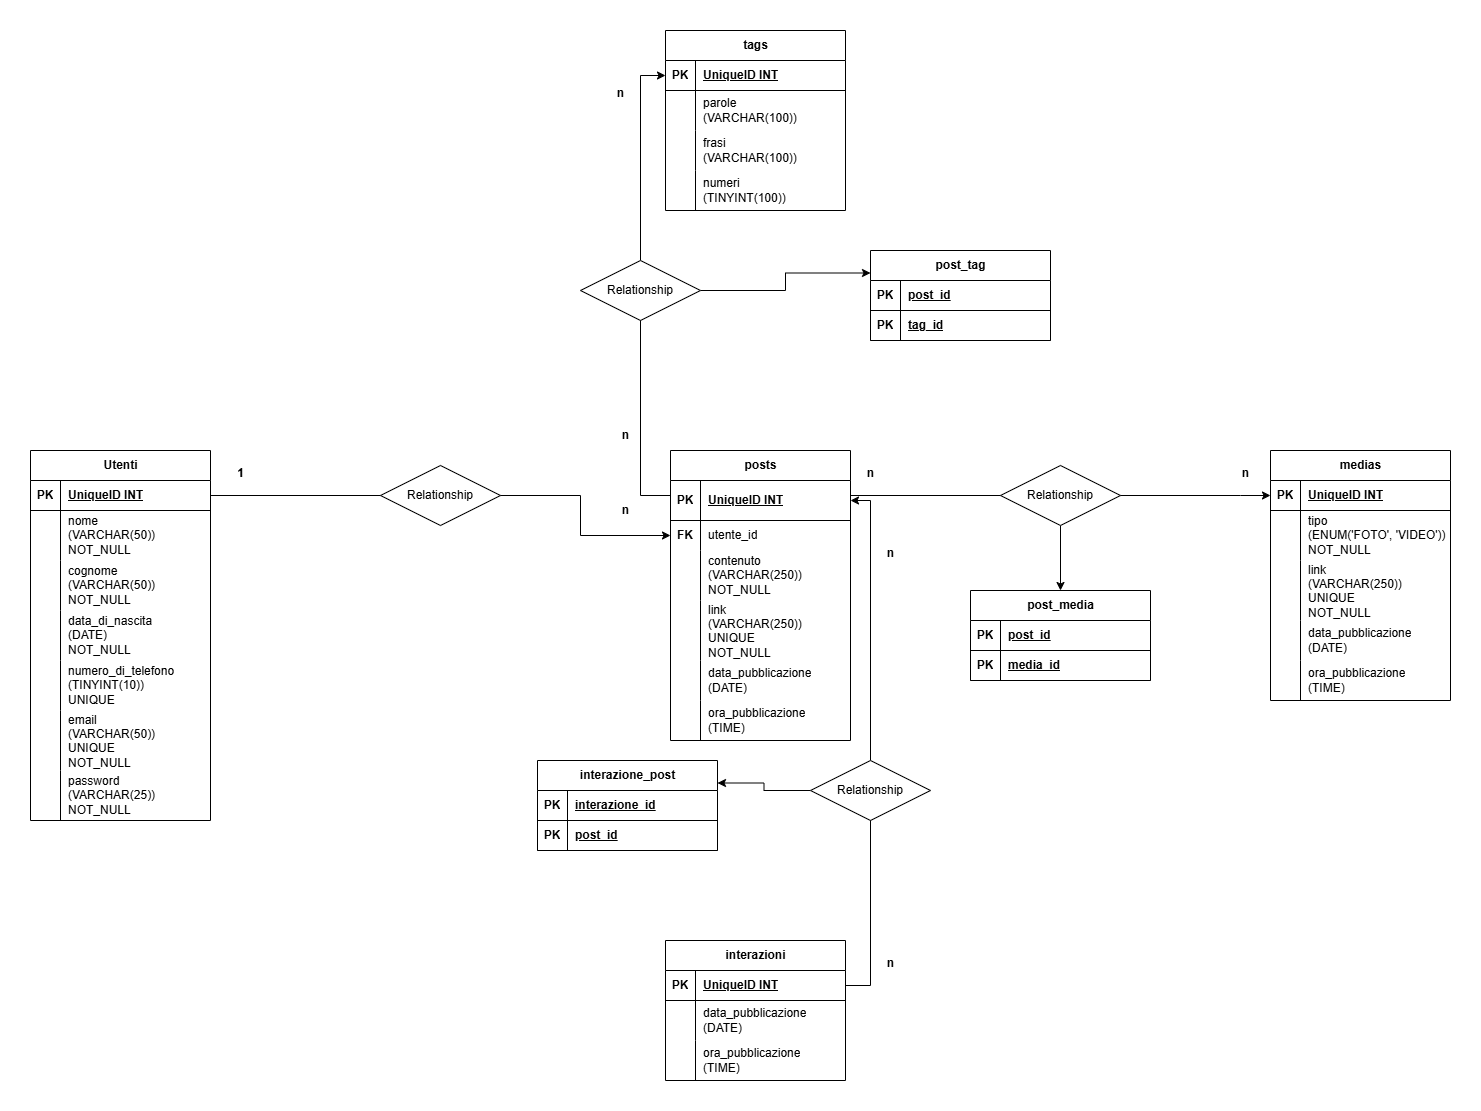 tags
PK
UniqueID INT
n
parole
(VARCHAR(100))
frasi
(VARCHAR(100))
numeri
(TINYINT(100))
Relationship
post_tag
PK
post_id
PK
tag_id
n
Utenti
PK
UniqueID INT
nome
(VARCHAR(50))
NOT_NULL
cognome
(VARCHAR(50))
NOT_NULL
data_di_nascita
(DATE)
NOT_NULL
numero_di_telefono
(TINYINT(10))
UNIQUE
email
(VARCHAR(50))
UNIQUE
NOT_NULL
password
(VARCHAR(25))
NOT_NULL
1
Relationship
n
posts
PK
UniqueID INT
FK
utente_id
contenuto
(VARCHAR(250))
NOT_NULL
link
(VARCHAR(250))
UNIQUE
NOT_NULL
data_pubblicazione
(DATE)
ora_pubblicazione
(TIME)
n
Relationship
n
medias
PK
UniqueID INT
tipo
(ENUM('FOTO', 'VIDEO'))
NOT_NULL
link
(VARCHAR(250))
UNIQUE
NOT_NULL
data_pubblicazione
(DATE)
ora_pubblicazione
(TIME)
n
post_media
PK
post_id
PK
media_id
interazione_post
PK
interazione_id
PK
post_id
Relationship
interazioni
PK
UniqueID INT
data_pubblicazione
(DATE)
ora_pubblicazione
(TIME)
n